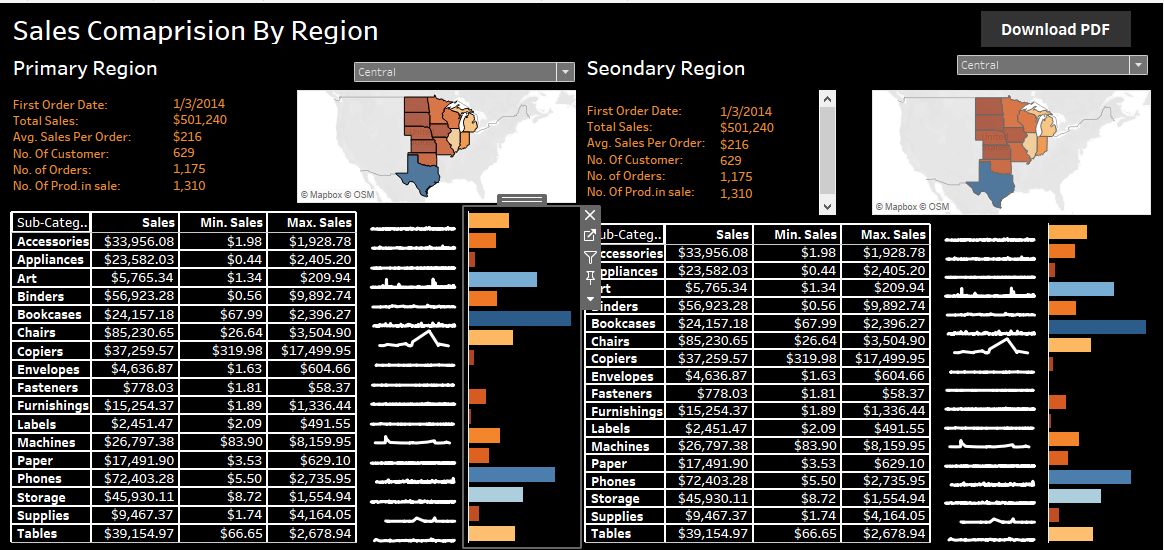 Sales Comaprision By Region
Download PDF
Primary Region
Central
First Order Date: 1/3/2014
Total Sales: $501,240
Avg. Sales Per Order: $216
No. Of Customer: 629
No. of Orders: 1,175
No. Of Prod.in sale: 1,310
© Mapbox © OSM
Sub-Categ.. Sales Min. Sales Max. Sales
Accessories $33,956.08 $1.98 $1,928.78
Appliances $23,582.03 $0.44 $2,405.20
Art $5,765.34 $1.34 $209.94
Binders $56,923.28 $0.56 $9,892.74
Bookcases $24,157.18 $67.99 $2,396.27
Chairs $85,230.65 $26.64 $3,504.90
Copiers $37,259.57 $319.98 $17,499.95
Envelopes $4,636.87 $1.63 $604.66
Fasteners $778.03 $1.81 $58.37
Furnishings $15,254.37 $1.89 $1,336.44
Labels $2,451.47 $2.09 $491.55
Machines $26,797.38 $83.90 $8,159.95
Paper $17,491.90 $3.53 $629.10
Phones $72,403.28 $5.50 $2,735.95
Storage $45,930.11 $8.72 $1,554.94
Supplies $9,467.37 $1.74 $4,164.05
Tables $39,154.97 $66.65 $2,678.94
Seondary Region
Central
First Order Date: 1/3/2014
Total Sales: $501,240
Avg. Sales Per Order: $216
No. Of Customer: 629
No. of Orders: 1,175
No. Of Prod.in sale: 1,310
© Mapbox © OSM
ub-Categ.. Sales Min. Sales Max. Sales
ccessories $33,956.08 $1.98 $1,928.78
ppliances $23,582.03 $0.44 $2,405.20
rt $5,765.34 $1.34 $209.94
inders $56,923.28 $0.56 $9,892.74
Bookcases $24,157.18 $67.99 $2,396.27
Chairs $85,230.65 $26.64 $3,504.90
Copiers $37,259.57 $319.98 $17,499.95
Envelopes $4,636.87 $1.63 $604.66
Fasteners $778.03 $1.81 $58.37
Furnishings $15,254.37 $1.89 $1,336.44
Labels $2,451.47 $2.09 $491.55
Machines $26,797.38 $83.90 $8,159.95
Paper $17,491.90 $3.53 $629.10
Phones $72,403.28 $5.50 $2,735.95
Storage $45,930.11 $8.72 $1,554.94
Supplies $9,467.37 $1.74 $4,164.05
Tables $39,154.97 $66.65 $2,678.94